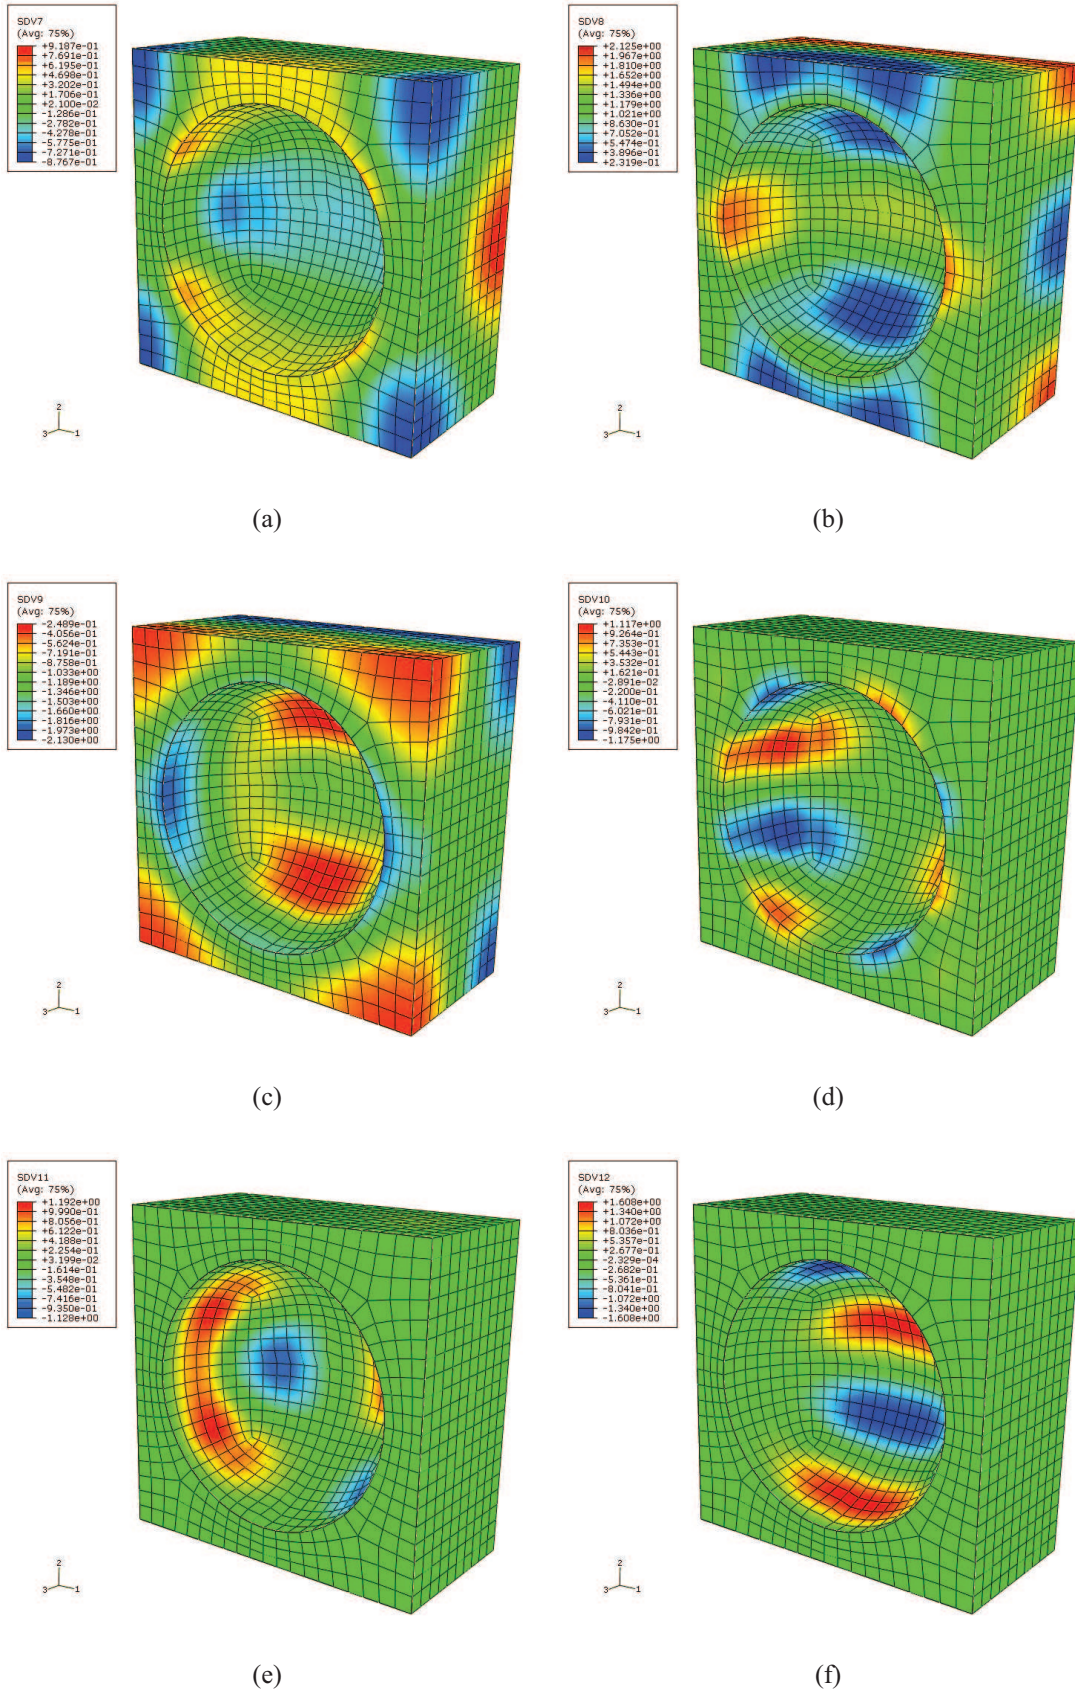 SDV7
(Avg: 75%)
+9.187e-01
+7.691e-01
+6.195e-01
+4.698e-01
+3.202e-01
+1.706e-01
+2.100e-02
-1.286e-01
-2.782e-01
-4.278e-01
-5.775e-01
-7.271e-01
-8.767e-01
2
3
1
(a)
SDV8
(Avg: 75%)
+2.125e+00
+1.967e+00
+1.810e+00
+1.652e+00
+1.494e+00
+1.336e+00
+1.179e+00
+1.021e+00
+8.630e-01
+7.052e-01
+5.474e-01
+3.896e-01
+2.319e-01
2
3
1
(b)
SDV9
(Avg: 75%)
-2.489e-01
-4.056e-01
-5.624e-01
-7.191e-01
-8.758e-01
-1.033e+00
-1.189e+00
-1.346e+00
-1.503e+00
-1.660e+00
-1.816e+00
-1.973e+00
-2.130e+00
2
3
1
(c)
SDV10
(Avg: 75%)
+1.117e+00
+9.264e-01
+7.353e-01
+5.443e-01
+3.532e-01
+1.621e-01
-2.891e-02
-2.200e-01
-4.110e-01
-6.021e-01
-7.931e-01
-9.842e-01
-1.175e+00
2
3
1
(d)
SDV11
(Avg: 75%)
+1.192e+00
+9.990e-01
+8.056e-01
+6.122e-01
+4.188e-01
+2.254e-01
+3.199e-02
-1.614e-01
-3.548e-01
-5.482e-01
-7.416e-01
-9.350e-01
-1.128e+00
2
3
1
(e)
SDV12
(Avg: 75%)
+1.608e+00
+1.340e+00
+1.072e+00
+8.036e-01
+5.357e-01
+2.677e-01
-2.329e-04
-2.682e-01
-5.361e-01
-8.041e-01
-1.072e+00
-1.340e+00
-1.608e+00
2
3
1
(f)